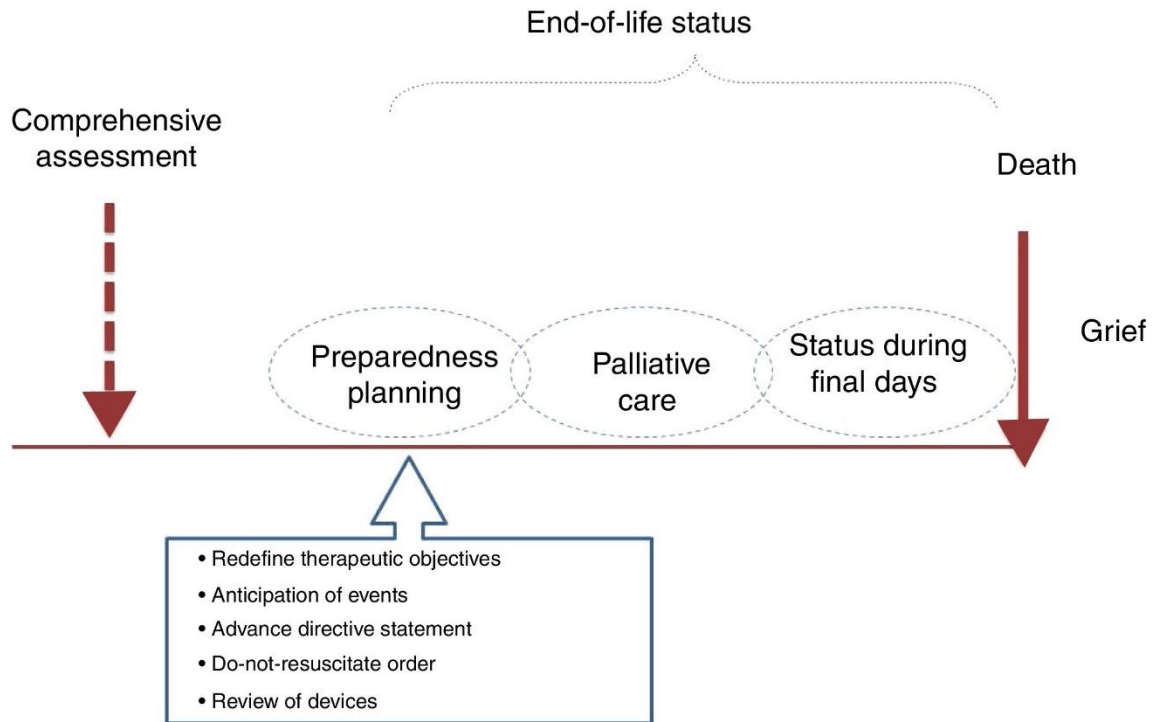 End-of-life status
Comprehensive
assessment
Death
Preparedness
planning
Palliative
care
Status during
final days
Grief
• Redefine therapeutic objectives
• Anticipation of events
• Advance directive statement
• Do-not-resuscitate order
• Review of devices